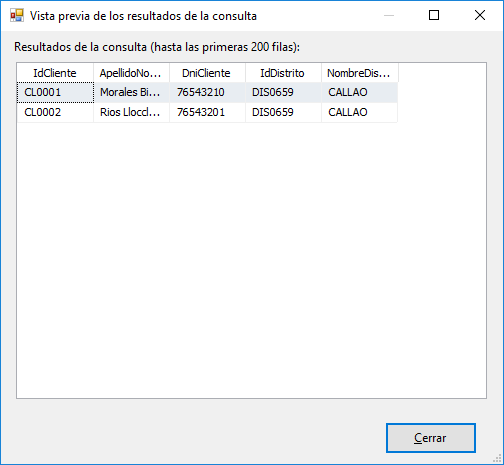 Vista previa de los resultados de la consulta
Resultados de la consulta (hasta las primeras 200 filas):
IdCliente ApellidoNo... DniCliente IdDistrito NombreDis...
CL0001 Morales Bi... 76543210 DIS0659 CALLAO
CL0002 Rios Lloccl... 76543201 DIS0659 CALLAO
Cerrar